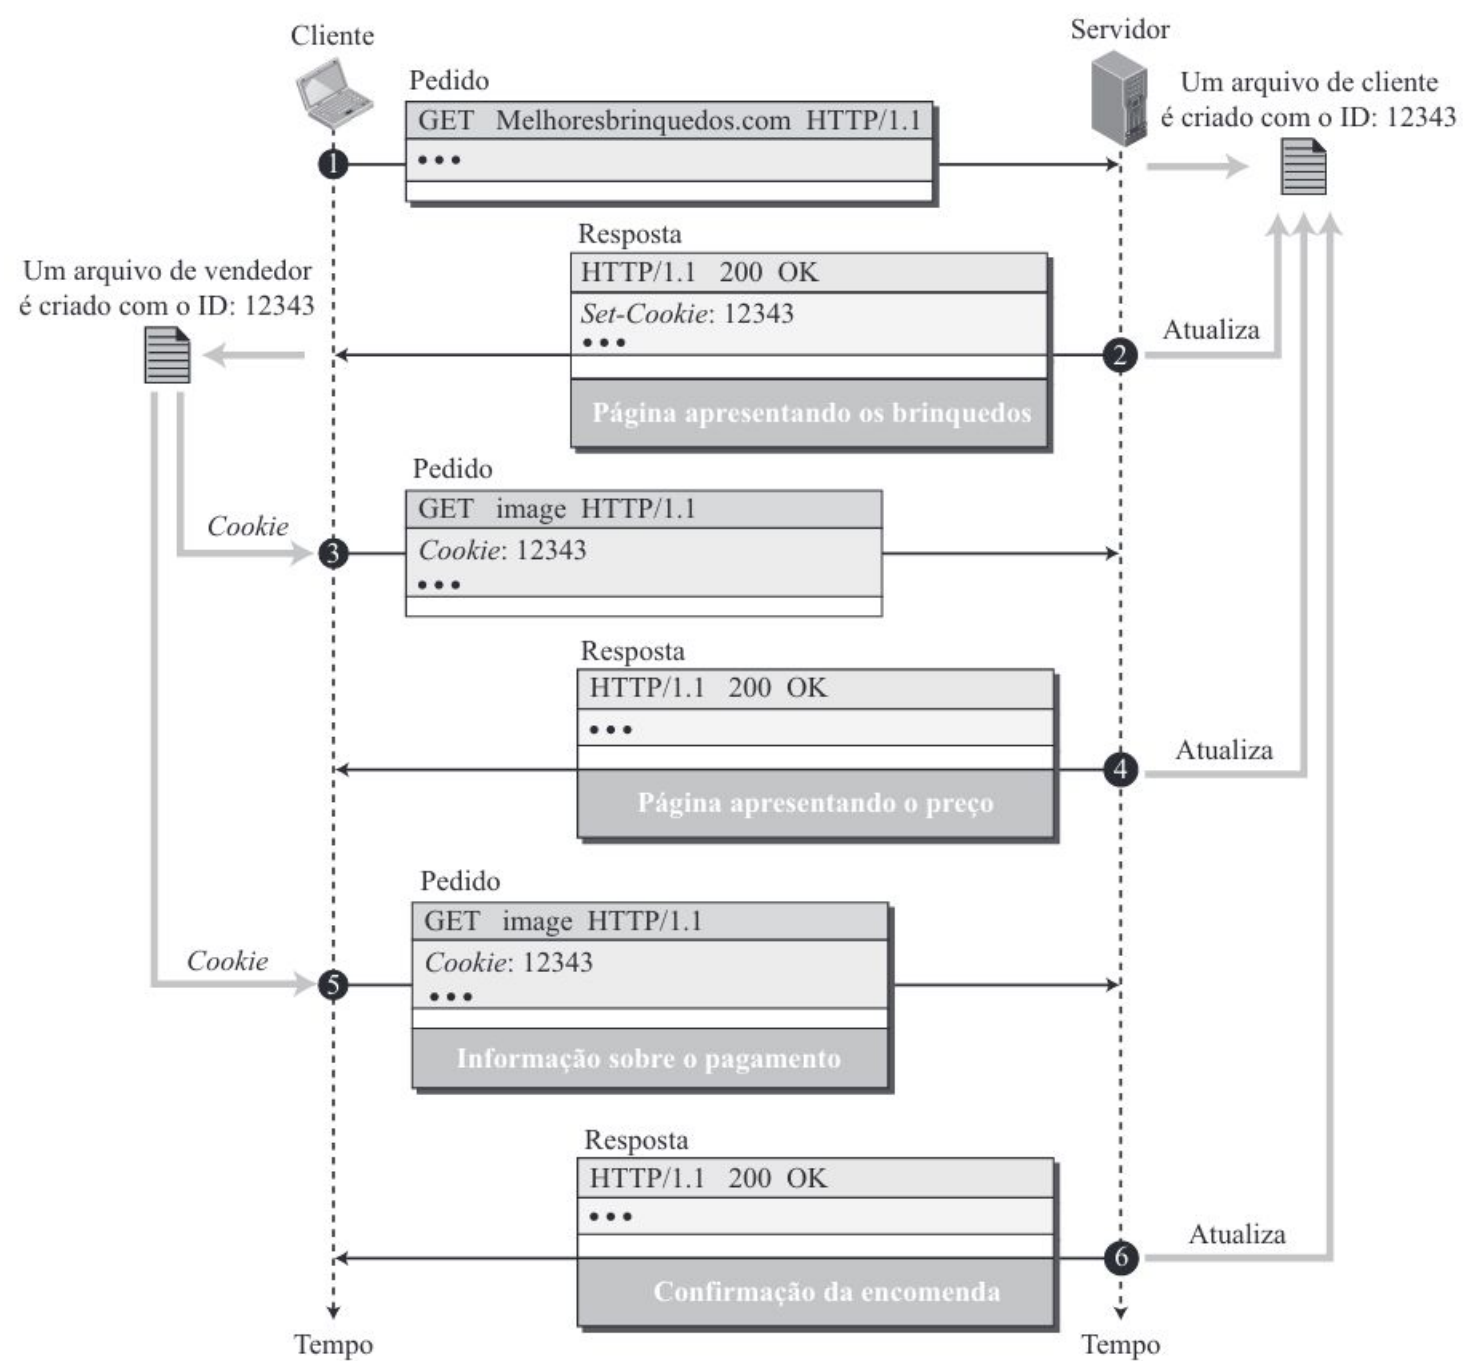 Cliente
Servidor
Pedido
Um arquivo de cliente
é criado com o ID: 12343
GET Melhoresbrinquedos.com HTTP/1.1
•••
1
Resposta
HTTP/1.1 200 OK
Set-Cookie: 12343
•••
Um arquivo de vendedor
é criado com o ID: 12343
Atualiza
2
Página apresentando os brinquedos
Pedido
GET image HTTP/1.1
Cookie
3
Cookie: 12343
•••
Resposta
HTTP/1.1 200 OK
•••
Atualiza
4
Página apresentando o preço
Pedido
GET image HTTP/1.1
Cookie
5
Cookie: 12343
•••
Informação sobre o pagamento
Resposta
HTTP/1.1 200 OK
•••
Atualiza
6
Confirmação da encomenda
Tempo
Tempo